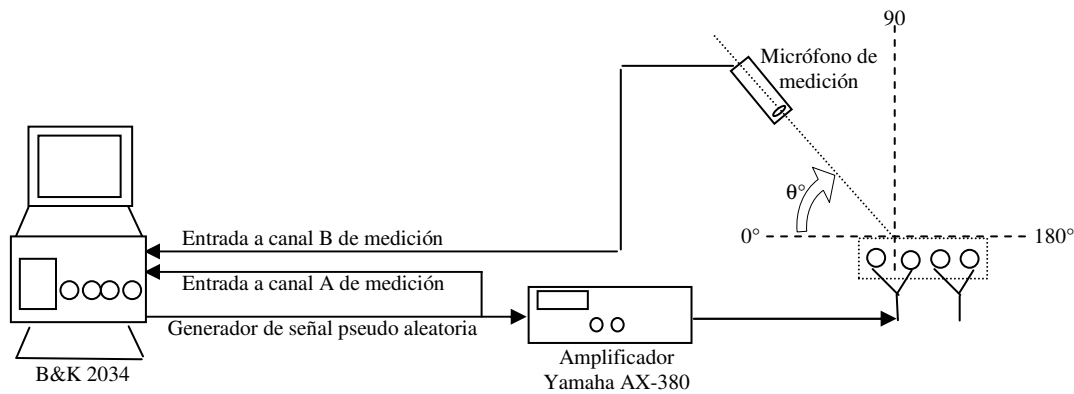 90
Micrófono de
medición
θ°
0°
180°
Entrada a canal B de medición
Entrada a canal A de medición
Generador de señal pseudo aleatoria
B&K 2034
Amplificador
Yamaha AX-380